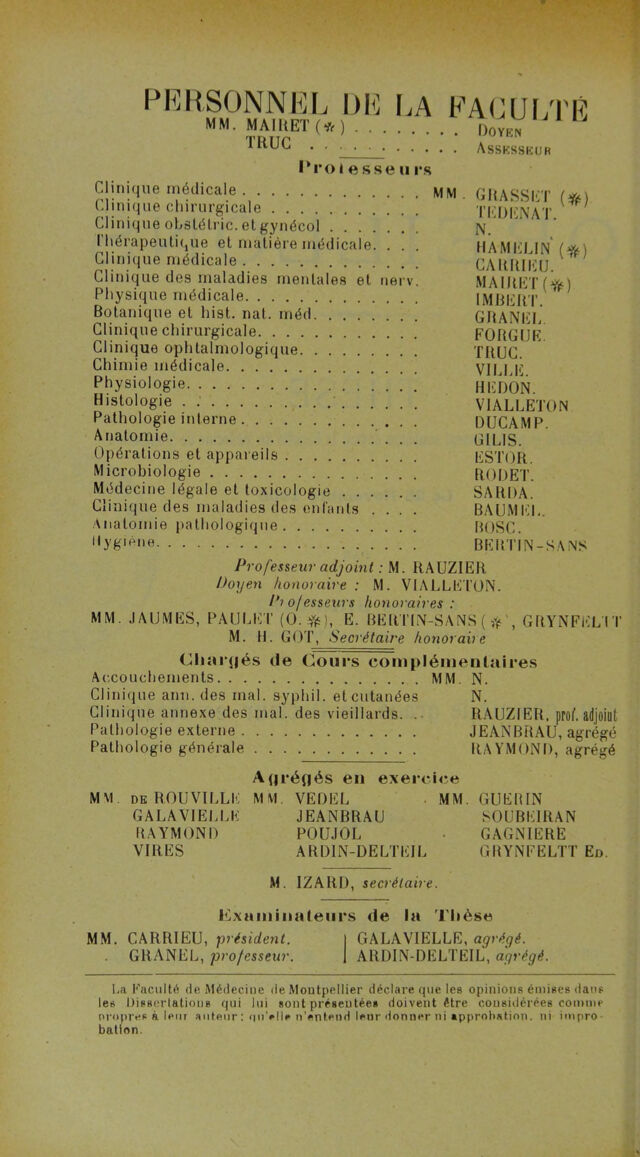 PERSONNEL DE LA FACULTÉ
MM. MAIRET (✻) . . . . . . . . DOYEN
TRUC . . . . . . . . . . . ASSESSEUR
Professeurs
Clinique médicale . . . . . . . . . . . . . MM. GRASSET (✻)
Clinique chirurgicale . . . . . . . . . . . TEDENAT.
Clinique obstétric. et gynécol . . . . . . . N.
Thérapeutique et matière médicale. . . . HAMELIN (✻)
Clinique médicale . . . . . . . . . . . . . CARRIEU.
Clinique des maladies mentales et nerv. MAIRET (✻)
Physique médicale. . . . . . . . . . . . . IMBERT.
Botanique et hist. nat. méd. . . . . . . . GRANEL.
Clinique chirurgicale. . . . . . . . . . . . FORGUE.
Clinique ophtalmologique. . . . . . . . . TRUC.
Chimie médicale. . . . . . . . . . . . . . VILLE.
Physiologie. . . . . . . . . . . . . . . . . HEDON.
Histologie . . . . . . . . . . . . . . . . . VIALLETON
Pathologie interne . . . . . . . . . . . . . DUCAMP.
Anatomie. . . . . . . . . . . . . . . . . . GILIS.
Opérations et appareils . . . . . . . . . . ESTOR.
Microbiologie . . . . . . . . . . . . . . . RODET.
Médecine légale et toxicologie . . . . . . SARDA.
Clinique des maladies des enfants . . . . BAUMEL.
Anatomie pathologique . . . . . . . . . . BOSC.
Hygiène. . . . . . . . . . . . . . . . . . . BERTIN-SANS
Professeur adjoint : M. RAUZIER
Doyen honoraire : M. VIALLETON.
Professeurs honoraires :
MM. JAUMES, PAULET (O. ✻), E. BERTIN-SANS (✻), GRYNFELTT
M. H. GOT, Secrétaire honoraire
Chargés de Cours complémentaires
Accouchements. . . . . . . . . . . . . . . MM. N.
Clinique ann. des mal. syphil. et cutanées N.
Clinique annexe des mal. des vieillards. . . RAUZIER, prof. adjoint
Pathologie externe . . . . . . . . . . . . . JEANBRAU, agrégé
Pathologie générale . . . . . . . . . . . . RAYMOND, agrégé
Agrégés en exercice
MM. DE ROUVILLE MM. VEDEL MM. GUERIN
GALAVIELLE JEANBRAU SOUBEIRAN
RAYMOND POUJOL GAGNIERE
VIRES ARDIN-DELTEIL GRYNFELTT ED.
M. IZARD, secrétaire.
Examinateurs de la Thèse
MM. CARRIEU, président. GALAVIELLE, agrégé.
GRANEL, professeur. ARDIN-DELTEIL, agrégé.
La Faculté de Médecine de Montpellier déclare que les opinions émises dans
les Dissertations qui lui sont présentées doivent être considérées comme
propres à leur auteur ; qu'elle n'entend leur donner ni approbation, ni impro-
bation.